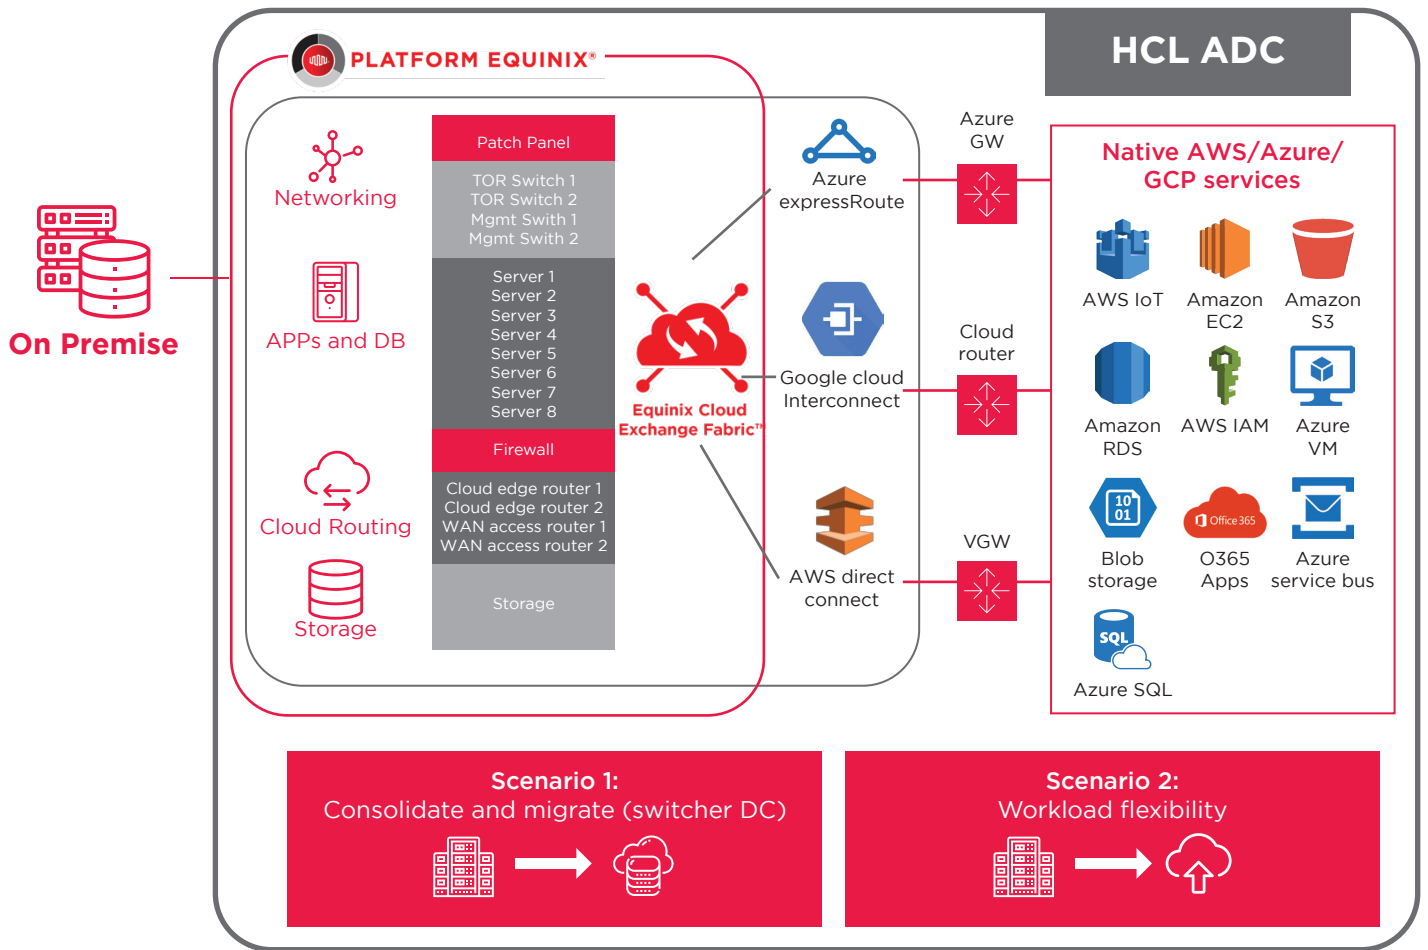 PLATFORM EQUINIX®
HCL ADC
On Premise
Networking
APPs and DB
Cloud Routing
Storage
Patch Panel
TOR Switch 1
TOR Switch 2
Mgmt Swith 1
Mgmt Swith 2
Server 1
Server 2
Server 3
Server 4
Server 5
Server 6
Server 7
Server 8
Firewall
Cloud edge router 1
Cloud edge router 2
WAN access router 1
WAN access router 2
Storage
Equinix Cloud
Exchange Fabric™
Azure
expressRoute
Google cloud
Interconnect
AWS direct
connect
Azure
GW
Cloud
router
VGW
Native AWS/Azure/
GCP services
AWS IoT
Amazon
EC2
Amazon
S3
Amazon
RDS
AWS IAM
Azure
VM
10
01
Blob
storage
Office 365
O365
Apps
Azure
service bus
SQL
Azure SQL
Scenario 1:
Consolidate and migrate (switcher DC)
Scenario 2:
Workload flexibility